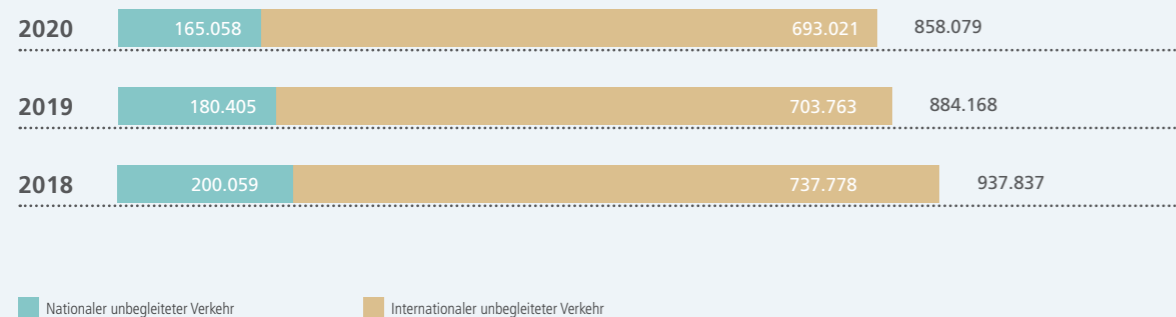 2020 165.058 693.021 858.079
2019 180.405 703.763 884.168
2018 200.059 737.778 937.837
Nationaler unbegleiteter Verkehr Internationaler unbegleiteter Verkehr